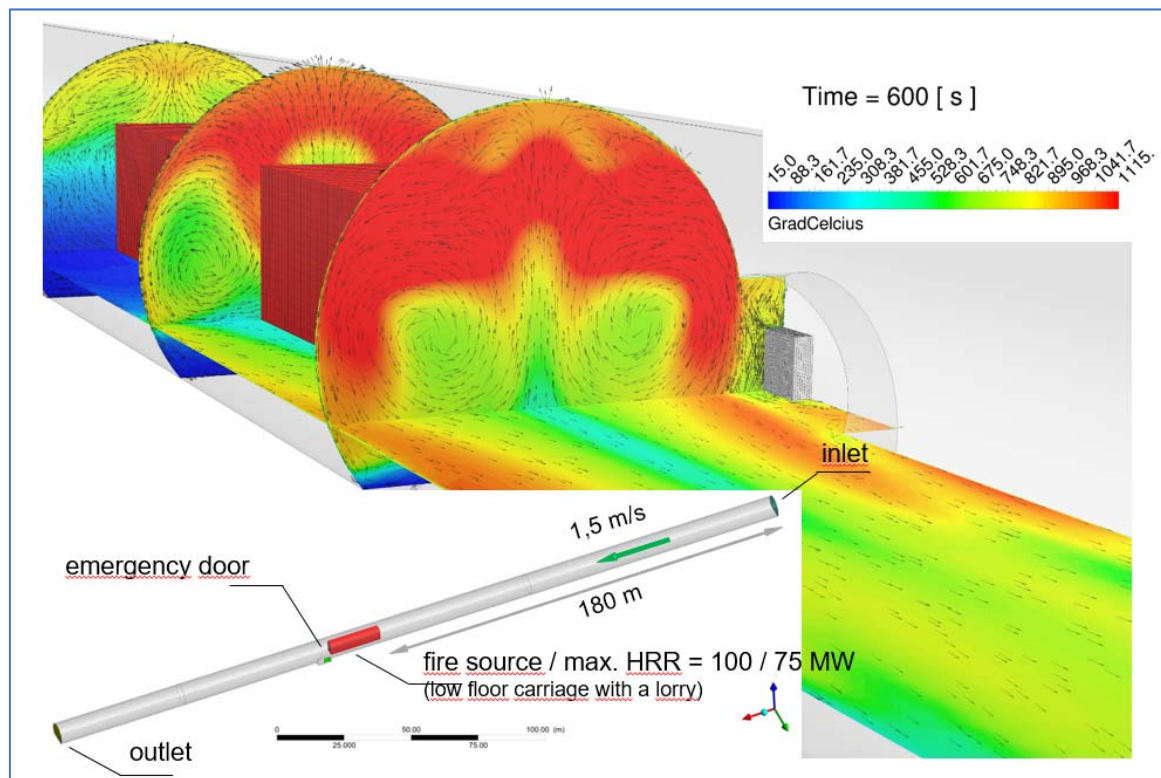 Time = 600 [ s ]
15.0
88.3
161.7
235.0
308.3
381.7
455.0
528.3
601.7
675.0
748.3
821.7
895.0
968.3
1041.7
1115.
GradCelcius
inlet
1,5 m/s
emergency door
180 m
fire source / max. HRR = 100 / 75 MW
(low floor carriage with a lorry)
0 50.00 100.00 (m)
25.000 75.00
outlet